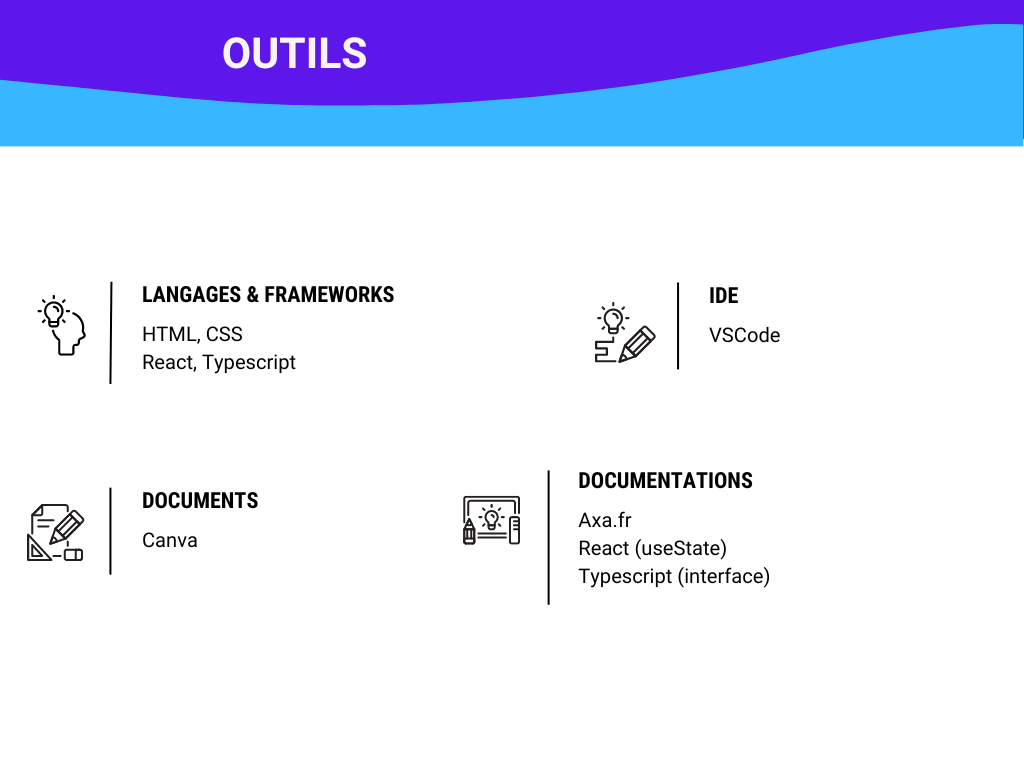 OUTILS
LANGAGES & FRAMEWORKS
HTML, CSS
React, Typescript
IDE
VSCode
DOCUMENTS
Canva
DOCUMENTATIONS
Axa.fr
React (useState)
Typescript (interface)